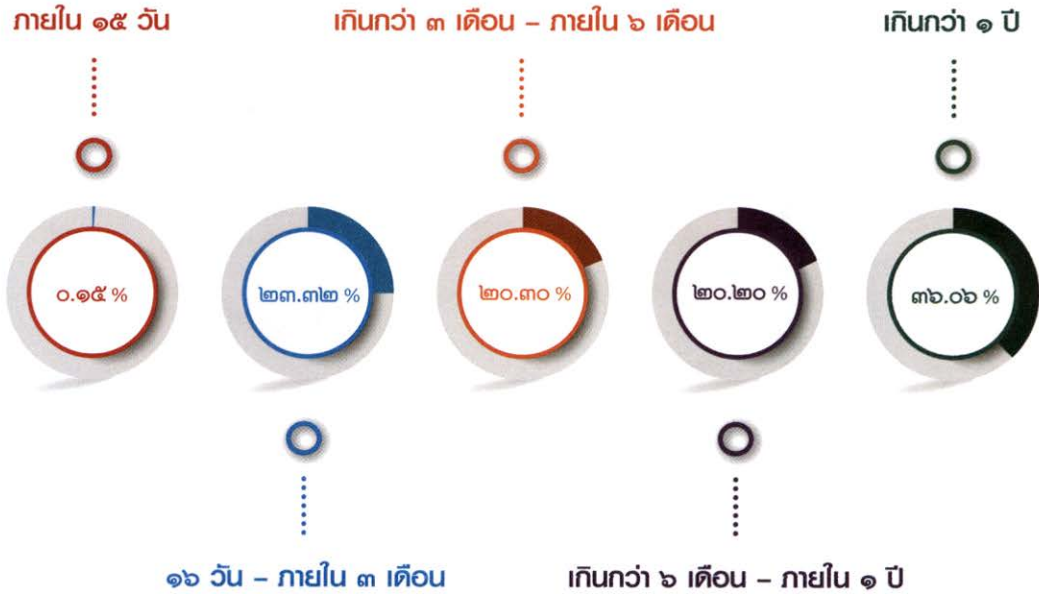 ภายใน ๑๕ วัน
เกินกว่า ๓ เดือน – ภายใน ๖ เดือน
เกินกว่า ๑ ปี
๐.๑๕ %
๒๓.๓๒ %
๒๐.๓๐ %
๒๐.๒๐ %
๓๖.๐๖ %
๑๖ วัน – ภายใน ๓ เดือน
เกินกว่า ๖ เดือน – ภายใน ๑ ปี